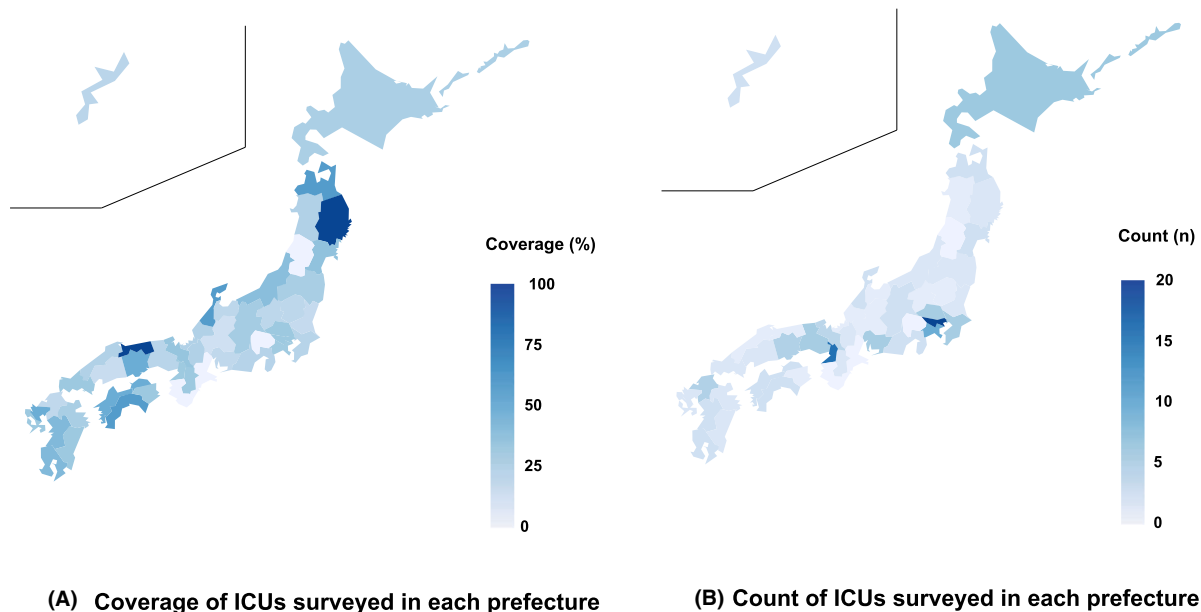 Coverage (%)
100
75
50
25
0
(A) Coverage of ICUs surveyed in each prefecture
Count (n)
20
15
10
5
0
(B) Count of ICUs surveyed in each prefecture